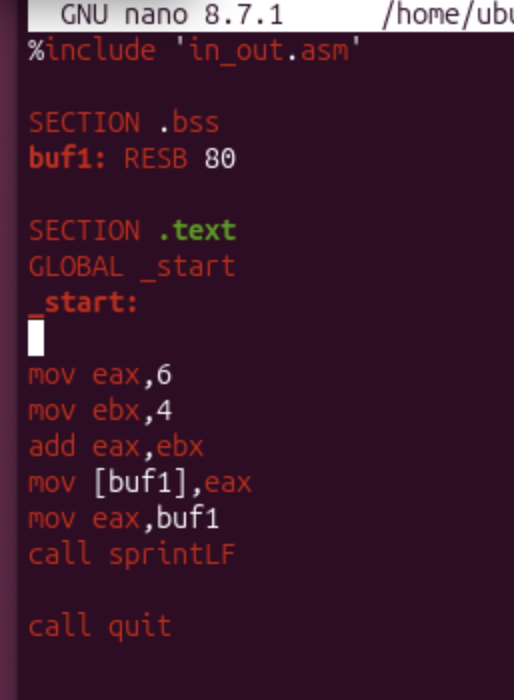 GNU nano 8.7.1 /home/ubu
%include 'in_out.asm'
SECTION .bss
buf1: RESB 80
SECTION .text
GLOBAL _start
_start:
mov eax,6
mov ebx,4
add eax,ebx
mov [buf1],eax
mov eax,buf1
call sprintLF
call quit